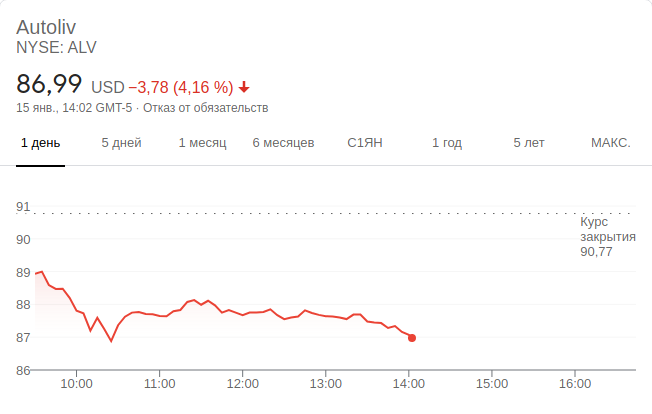 Autoliv
NYSE: ALV
86,99 USD −3,78 (4,16 %)
15 янв., 14:02 GMT-5 · Отказ от обязательств
1 день 5 дней 1 месяц 6 месяцев С1ЯН 1 год 5 лет МАКС.
91
Курс
закрытия
90,77
90
89
88
87
86
10:00 11:00 12:00 13:00 14:00 15:00 16:00